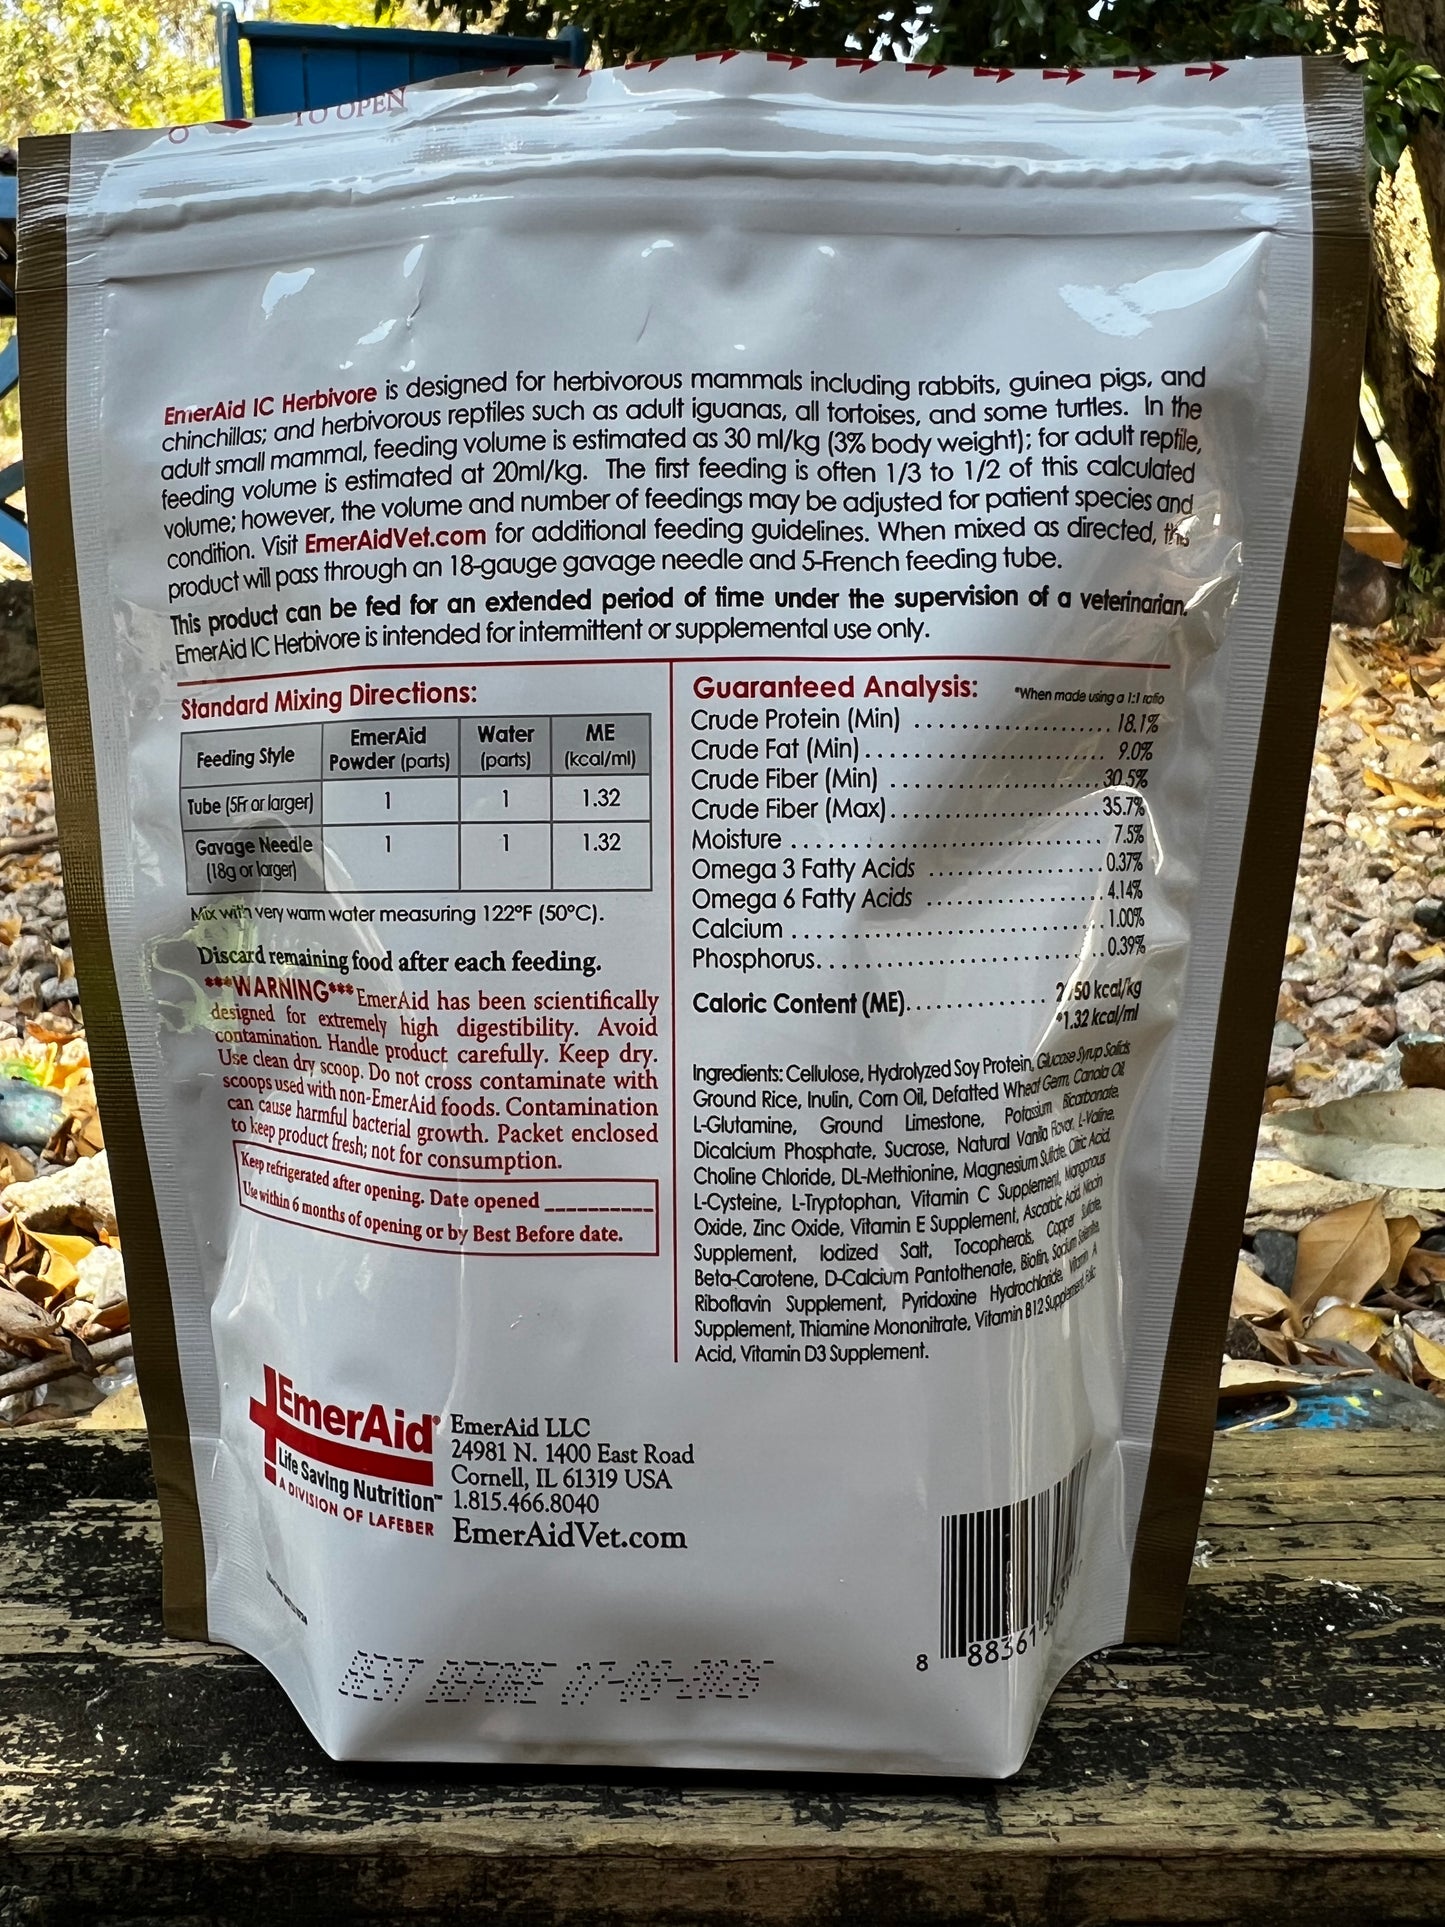 TO OPEN
EmerAid IC Herbivore is designed for herbivorous mammals including rabbits, guinea pigs, and
chinchillas; and herbivorous reptiles such as adult iguanas, all tortoises, and some turtles. In the
adult small mammal, feeding volume is estimated as 30 ml/kg (3% body weight); for adult reptile,
feeding volume is estimated at 20ml/kg. The first feeding is often 1/3 to 1/2 of this calculated
volume; however, the volume and number of feedings may be adjusted for patient species and
condition. Visit EmerAidVet.com for additional feeding guidelines. When mixed as directed, this
product will pass through an 18-gauge gavage needle and 5-French feeding tube.
This product can be fed for an extended period of time under the supervision of a veterinarian.
EmerAid IC Herbivore is intended for intermittent or supplemental use only.
Standard Mixing Directions:
Feeding Style EmerAid Powder (parts) Water (parts) ME (kcal/ml)
Tube (5Fr or larger) 1 1 1.32
Gavage Needle (18g or larger) 1 1 1.32
Mix with very warm water measuring 122°F (50°C).
Discard remaining food after each feeding.
***WARNING*** EmerAid has been scientifically
designed for extremely high digestibility. Avoid
contamination. Handle product carefully. Keep dry.
Use clean dry scoop. Do not cross contaminate with
scoops used with non-EmerAid foods. Contamination
can cause harmful bacterial growth. Packet enclosed
to keep product fresh; not for consumption.
Keep refrigerated after opening. Date opened __________
Use within 6 months of opening or by Best Before date.
Guaranteed Analysis: *When made using a 1:1 ratio
Crude Protein (Min) ................ 18.1%
Crude Fat (Min) .................... 9.0%
Crude Fiber (Min) .................. 30.5%
Crude Fiber (Max) .................. 35.7%
Moisture ........................... 7.5%
Omega 3 Fatty Acids ................ 0.37%
Omega 6 Fatty Acids ................ 4.14%
Calcium ............................ 1.00%
Phosphorus ......................... 0.39%
Caloric Content (ME) ............... kcal/kg
*1.32 kcal/ml
Ingredients: Cellulose, Hydrolyzed Soy Protein, Glucose Syrup Solids,
Ground Rice, Inulin, Corn Oil, Defatted Wheat Germ, Canola Oil,
L-Glutamine, Ground Limestone, Potassium Bicarbonate,
Dicalcium Phosphate, Sucrose, Natural Vanilla Flavor, L-Valine,
Choline Chloride, DL-Methionine, Magnesium Sulfate, Citric Acid,
L-Cysteine, L-Tryptophan, Vitamin C Supplement, Manganous
Oxide, Zinc Oxide, Vitamin E Supplement, Ascorbic Acid, Niacin
Supplement, Iodized Salt, Tocopherols, Copper Sulfate,
Beta-Carotene, D-Calcium Pantothenate, Biotin, Sodium Selenite,
Riboflavin Supplement, Pyridoxine Hydrochloride, Vitamin A
Supplement, Thiamine Mononitrate, Vitamin B12 Supplement, Folic
Acid, Vitamin D3 Supplement.
EmerAid®
Life Saving Nutrition™
A DIVISION OF LAFEBER
EmerAid LLC
24981 N. 1400 East Road
Cornell, IL 61319 USA
1.815.466.8040
EmerAidVet.com
8 88361
BEST BEFORE